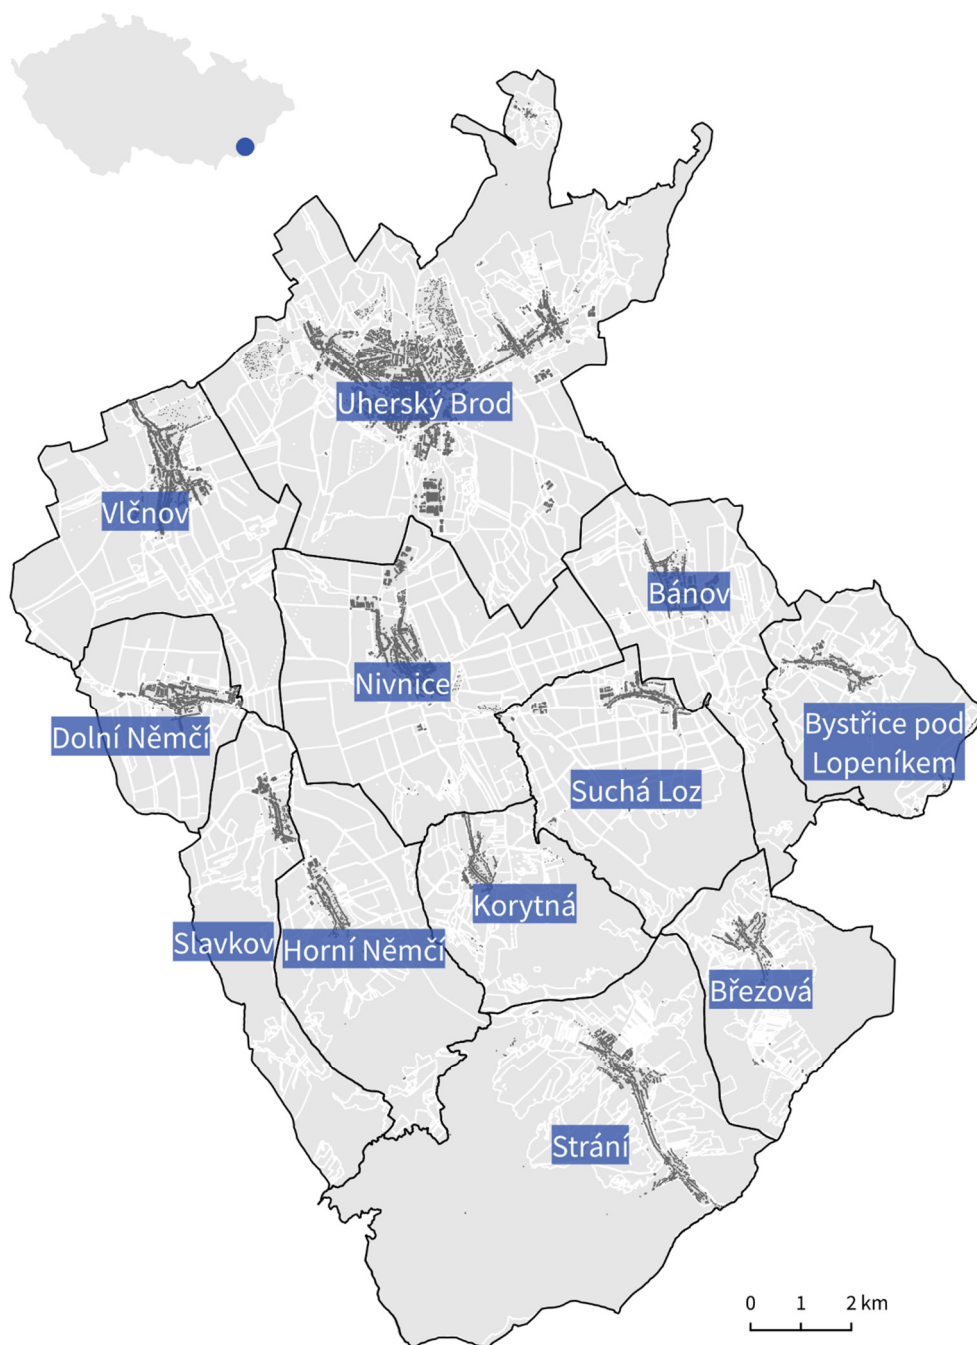 Uherský Brod
Vlčnov
Bánov
Nivnice
Dolní Němčí
Bystřice pod
Lopeníkem
Suchá Loz
Korytná
Slavkov
Horní Němčí
Březová
Strání
0 1 2 km